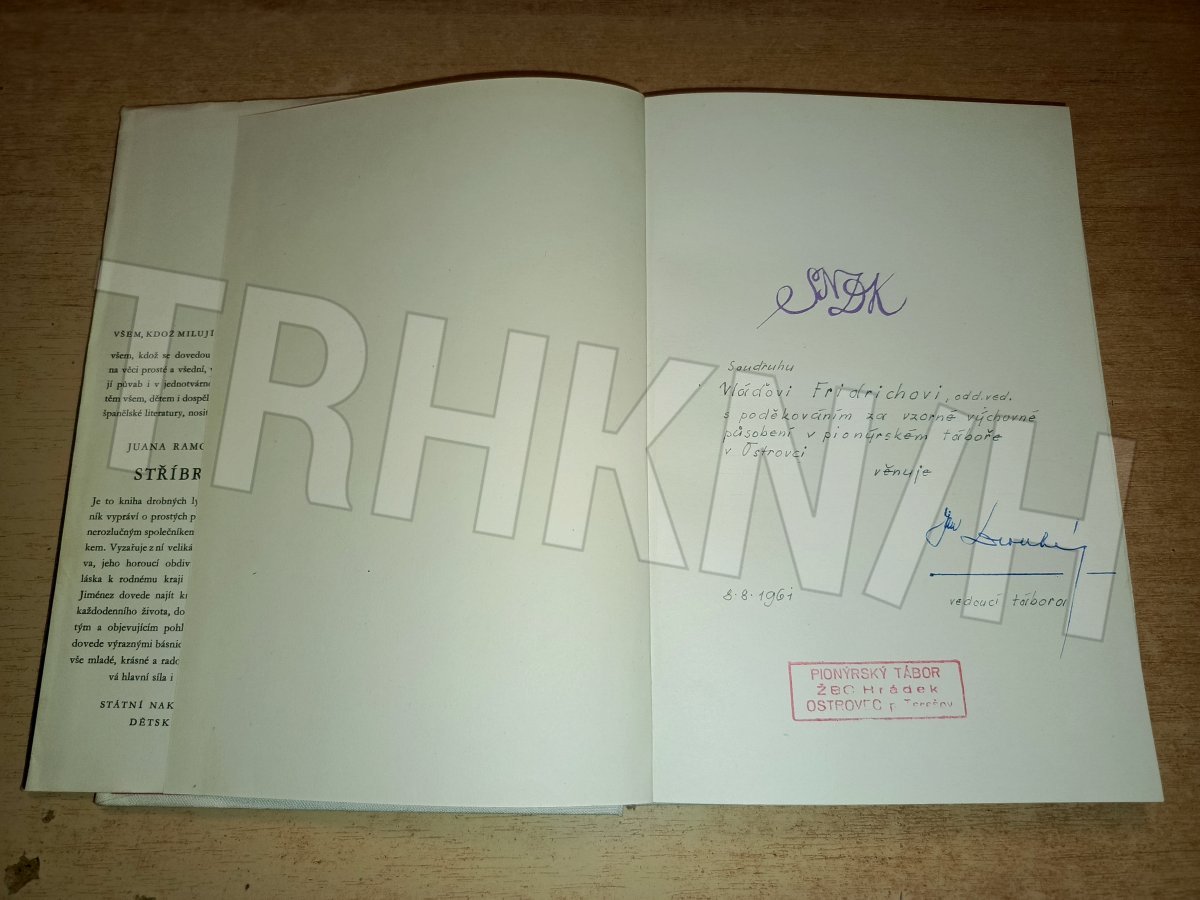 VŠEM, KDOŽ MILUJÍ
všem, kdož se dovedou
na věci prosté a všední,
jí půvab i v jednotvárné
těm všem, dětem i dospěl
španělské literatury, nosit
JUANA RAMO
STŘÍBR
Je to kniha drobných ly
ník vypráví o prostých p
nerozlučným společníkem
kem. Vyzařuje z ní veliká
va, jeho horoucí obdiv
láska k rodnému kraji
Jiménez dovede najít kr
každodenního života, do
tým a objevujícím pohl
dovede výraznými básnic
vše mladé, krásné a rado
vá hlavní síla i
STÁTNÍ NAK
DĚTSK
SNDK
Soudruhu
Vláďovi Fridrichovi, odd.ved.
s poděkováním za vzorné výchovné
působení v pionýrském táboře
v Ostrovci
věnuje
Jan
8.8.1961
vedoucí tábora
PIONÝRSKÝ TÁBOR
ŽBC Hrádek
OSTROVEC p.
TRHKNIH